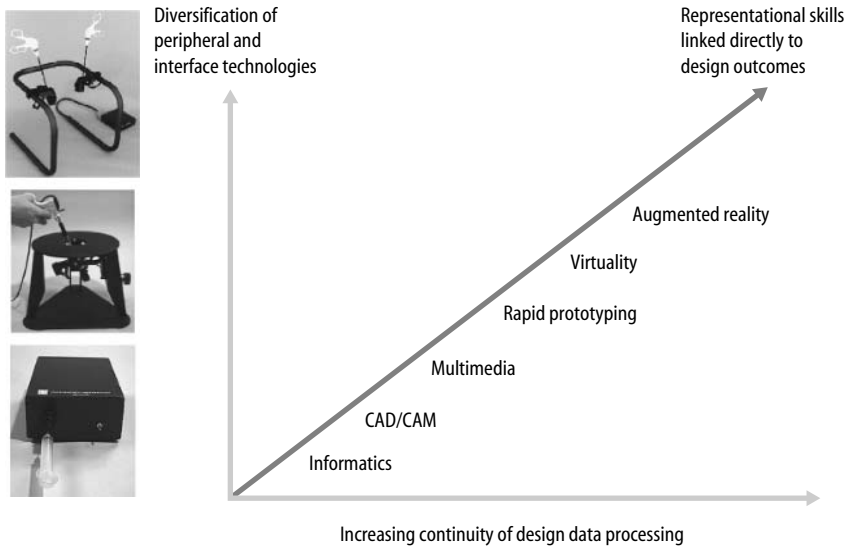 Diversification of
peripheral and
interface technologies
Representational skills
linked directly to
design outcomes
Augmented reality
Virtuality
Rapid prototyping
Multimedia
CAD/CAM
Informatics
Increasing continuity of design data processing